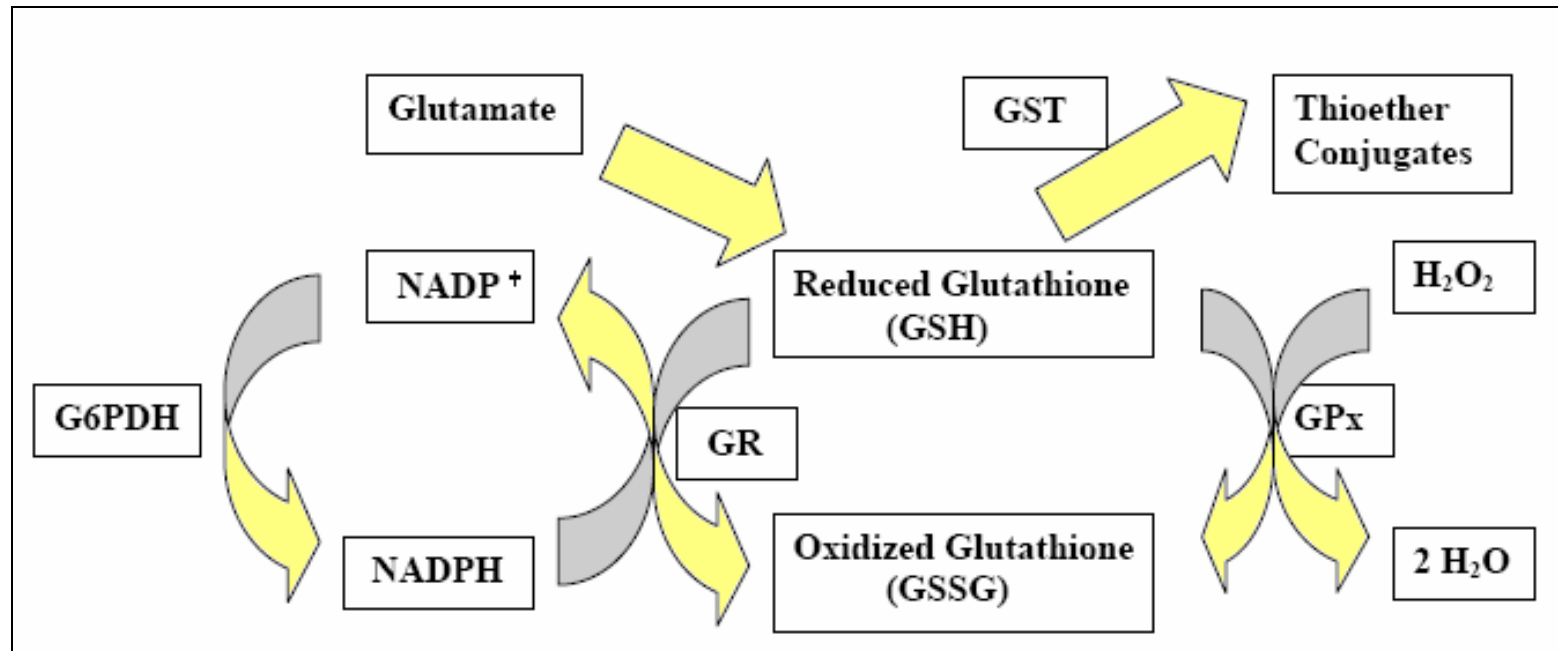 Glutamate
GST
Thioether
Conjugates
NADP⁺
Reduced Glutathione
(GSH)
H₂O₂
G6PDH
GR
GPx
NADPH
Oxidized Glutathione
(GSSG)
2 H₂O